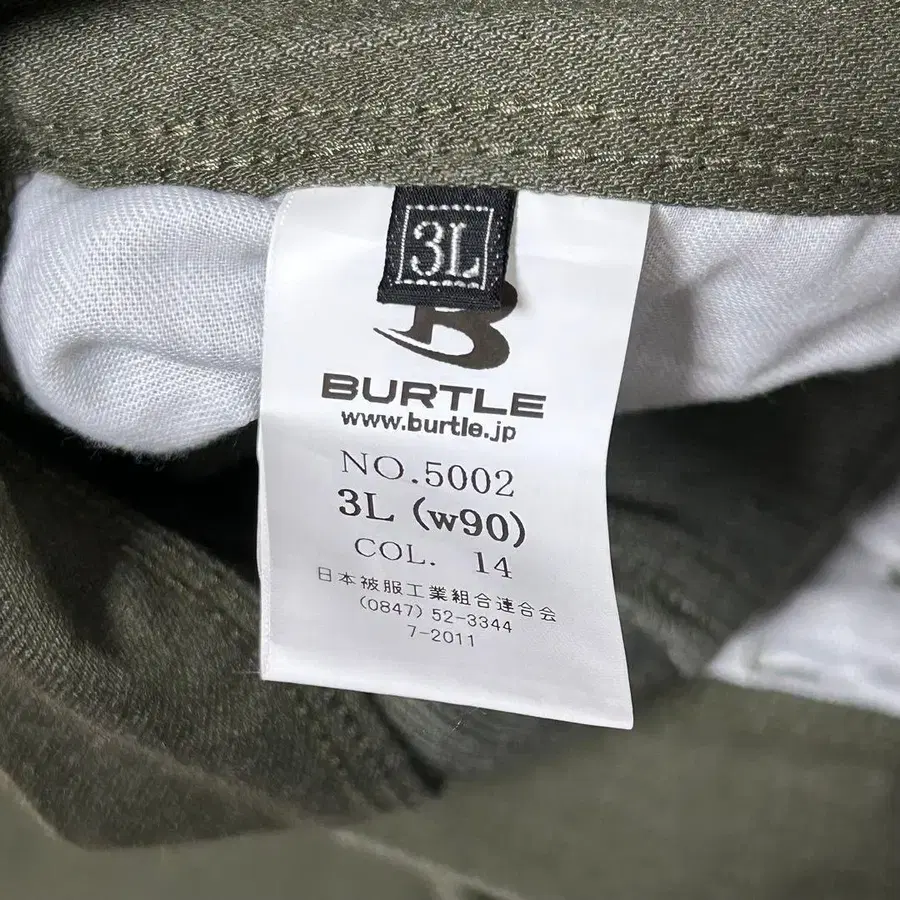 3L
BURTLE
www.burtle.jp
NO.5002
3L (w90)
COL. 14
日本被服工業組合連合会
(0847) 52-3344
7-2011